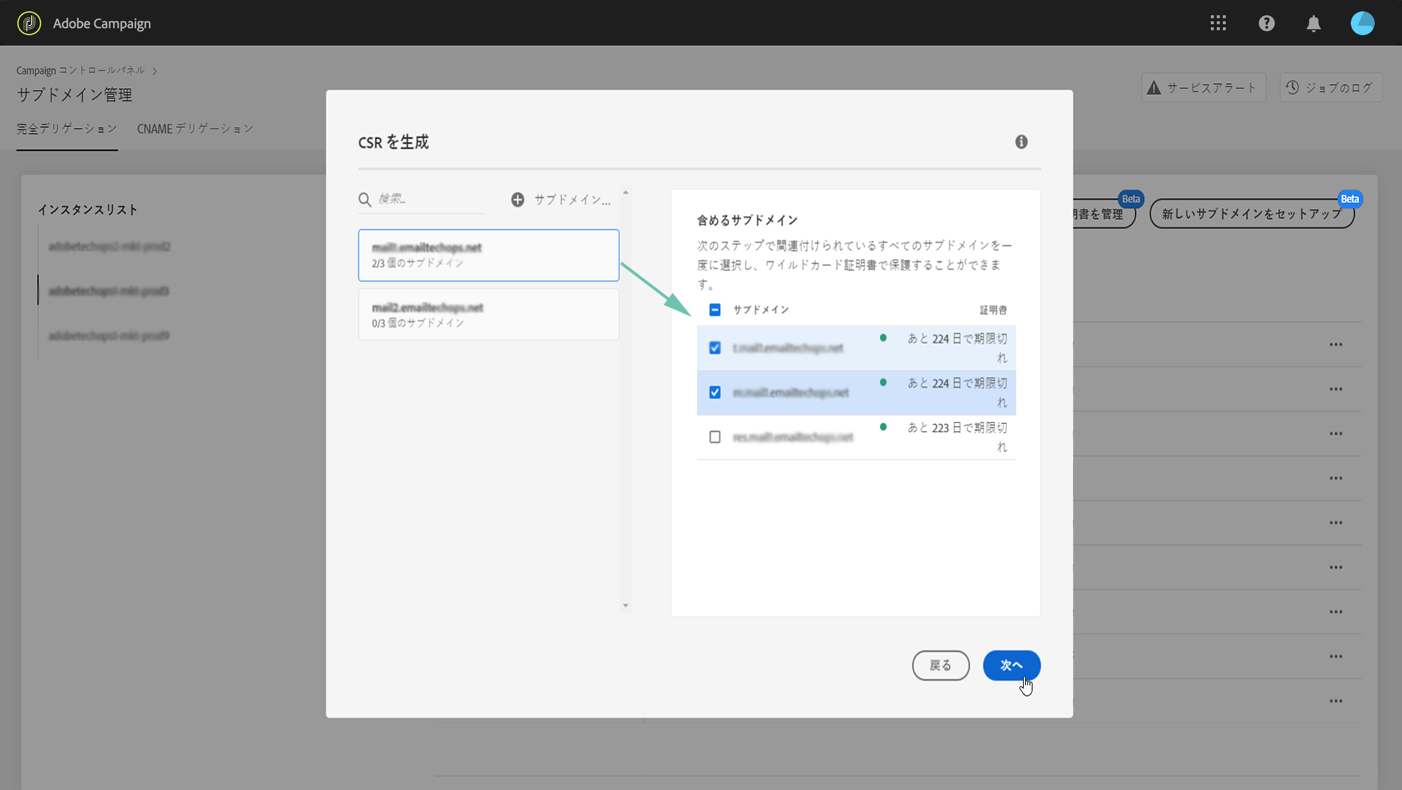 Adobe Campaign
Campaign コントロールパネル
サブドメイン管理
サービスアラート
ジョブのログ
完全デリゲーション
CNAME デリゲーション
インスタンスリスト
明書を管理
Beta
新しいサブドメインをセットアップ
Beta
CSR を生成
検索...
サブドメイン...
mail1.emailtechops.net
2/3 個のサブドメイン
mail2.emailtechops.net
0/3 個のサブドメイン
含めるサブドメイン
次のステップで関連付けられているすべてのサブドメインを一
度に選択し、ワイルドカード証明書で保護することができま
す。
サブドメイン
証明書
t.mail1.emailtechops.net
あと 224 日で期限切
れ
m.mail1.emailtechops.net
あと 224 日で期限切
れ
res.mail1.emailtechops.net
あと 223 日で期限切
れ
戻る
次へ